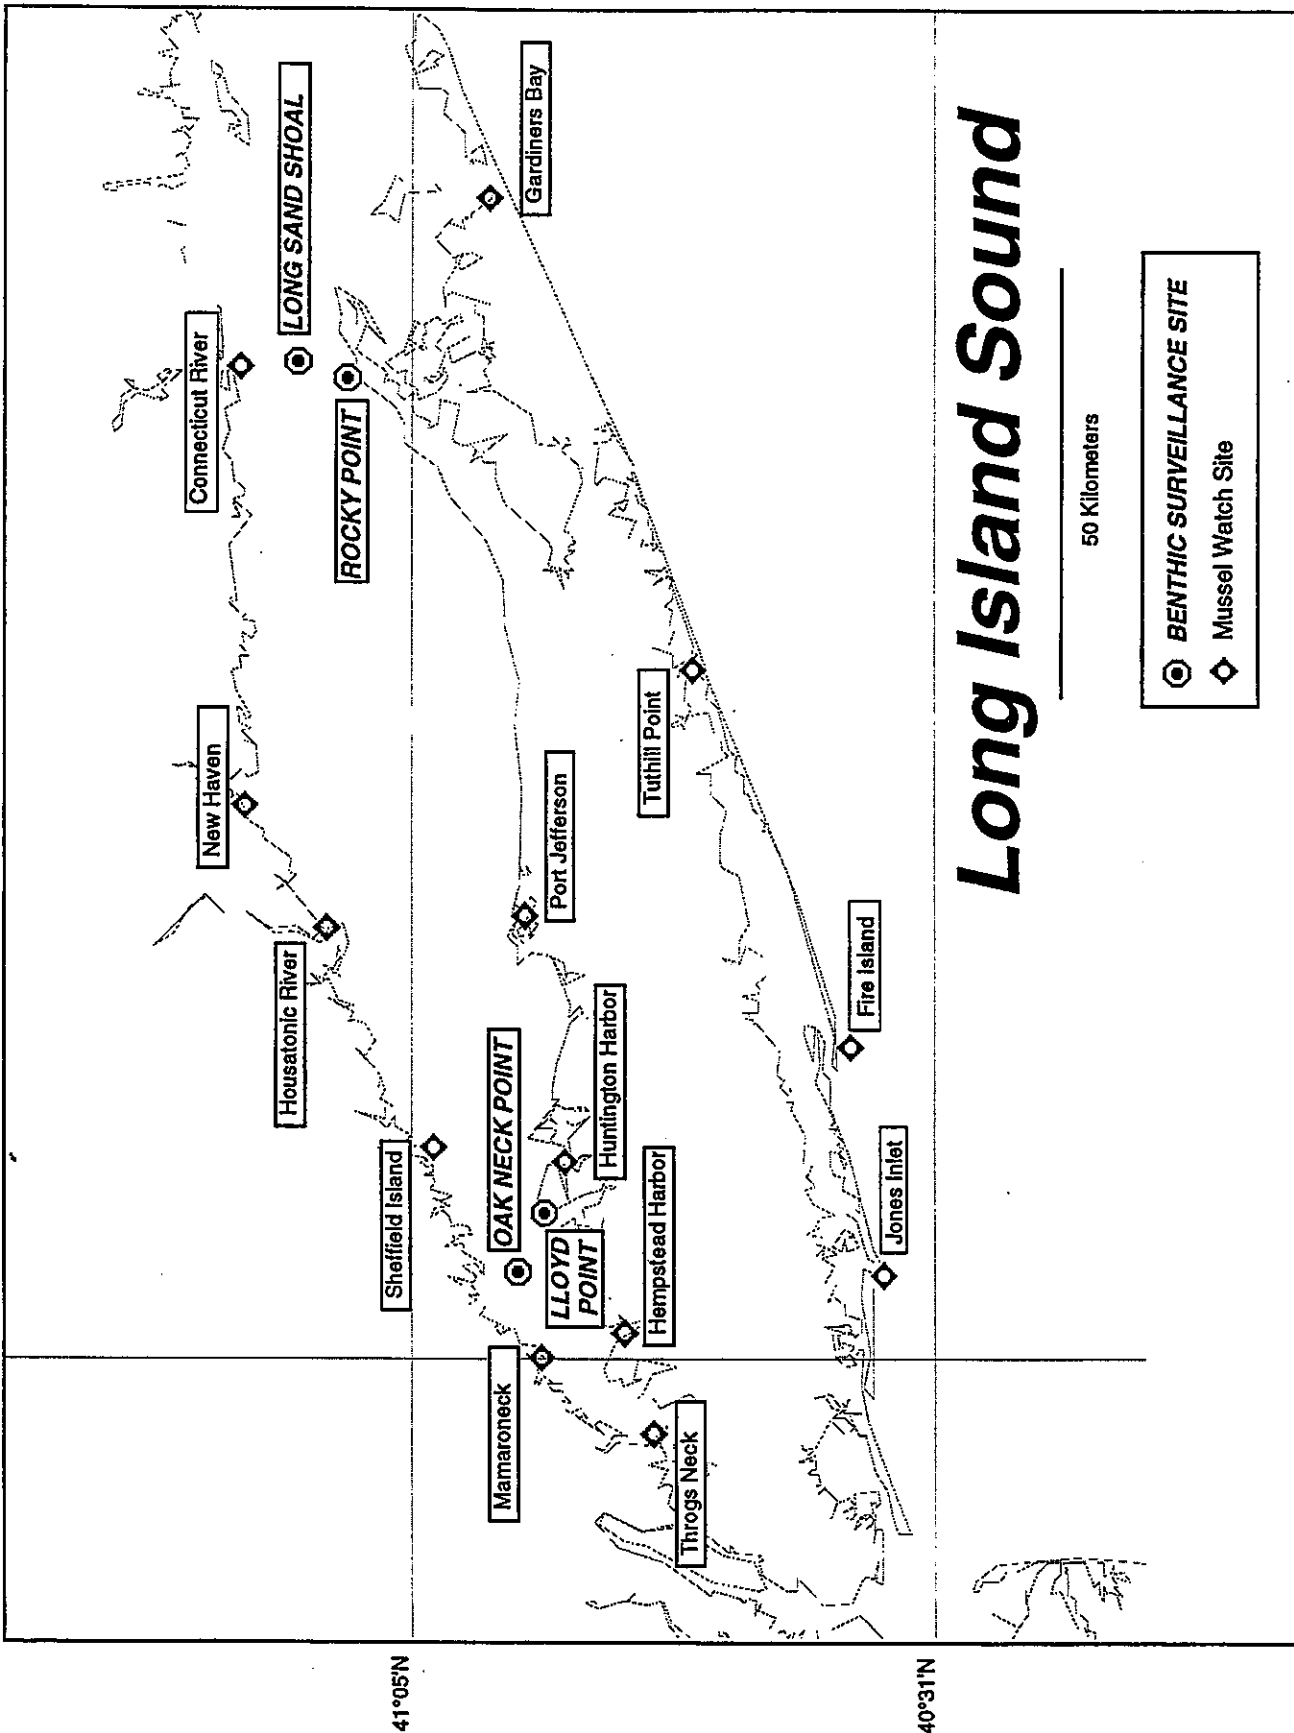 Connecticut River
LONG SAND SHOAL
ROCKY POINT
Gardiners Bay
New Haven
Housatonic River
Port Jefferson
Tuthill Point
Sheffield Island
OAK NECK POINT
LLOYD
POINT
Huntington Harbor
Hempstead Harbor
Fire Island
Jones Inlet
Mamaroneck
Throgs Neck
41°05'N
40°31'N
Long Island Sound
50 Kilometers
BENTHIC SURVEILLANCE SITE
Mussel Watch Site